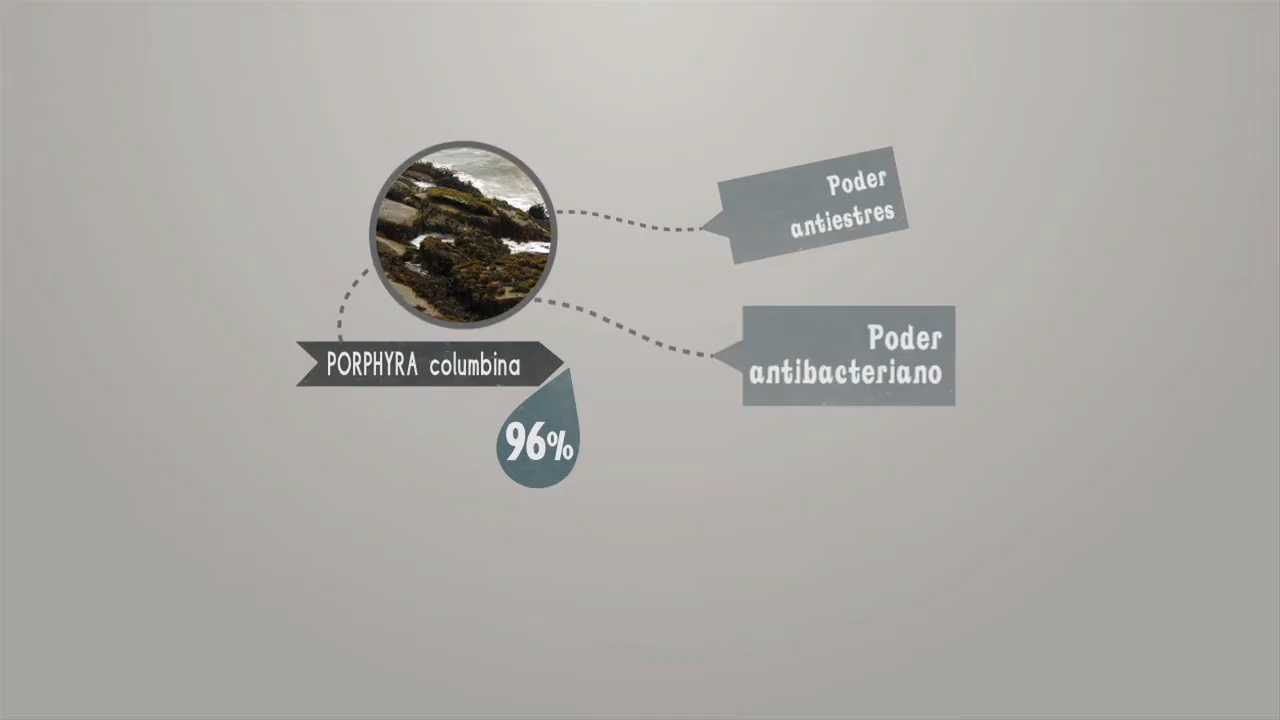 Poder
antiestres
PORPHYRA columbina
Poder
antibacteriano
96%